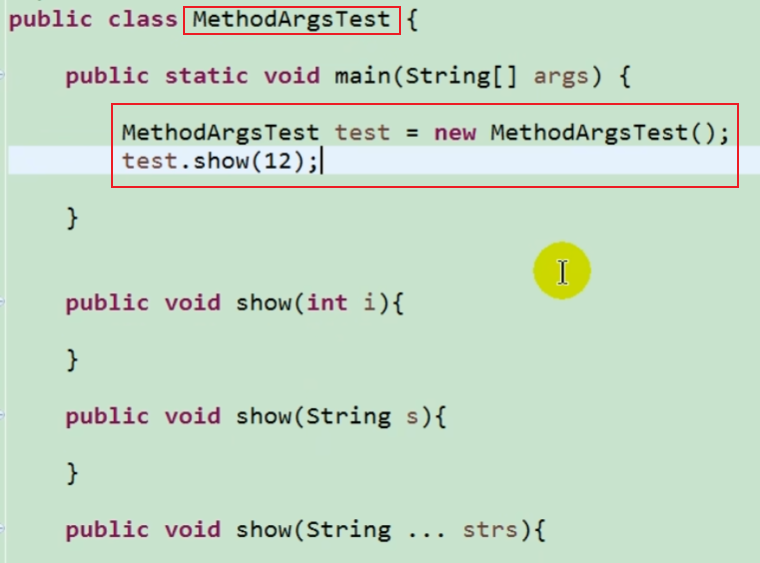 public class MethodArgsTest {
public static void main(String[] args) {
MethodArgsTest test = new MethodArgsTest();
test.show(12);
}
public void show(int i){
}
public void show(String s){
}
public void show(String ... strs){